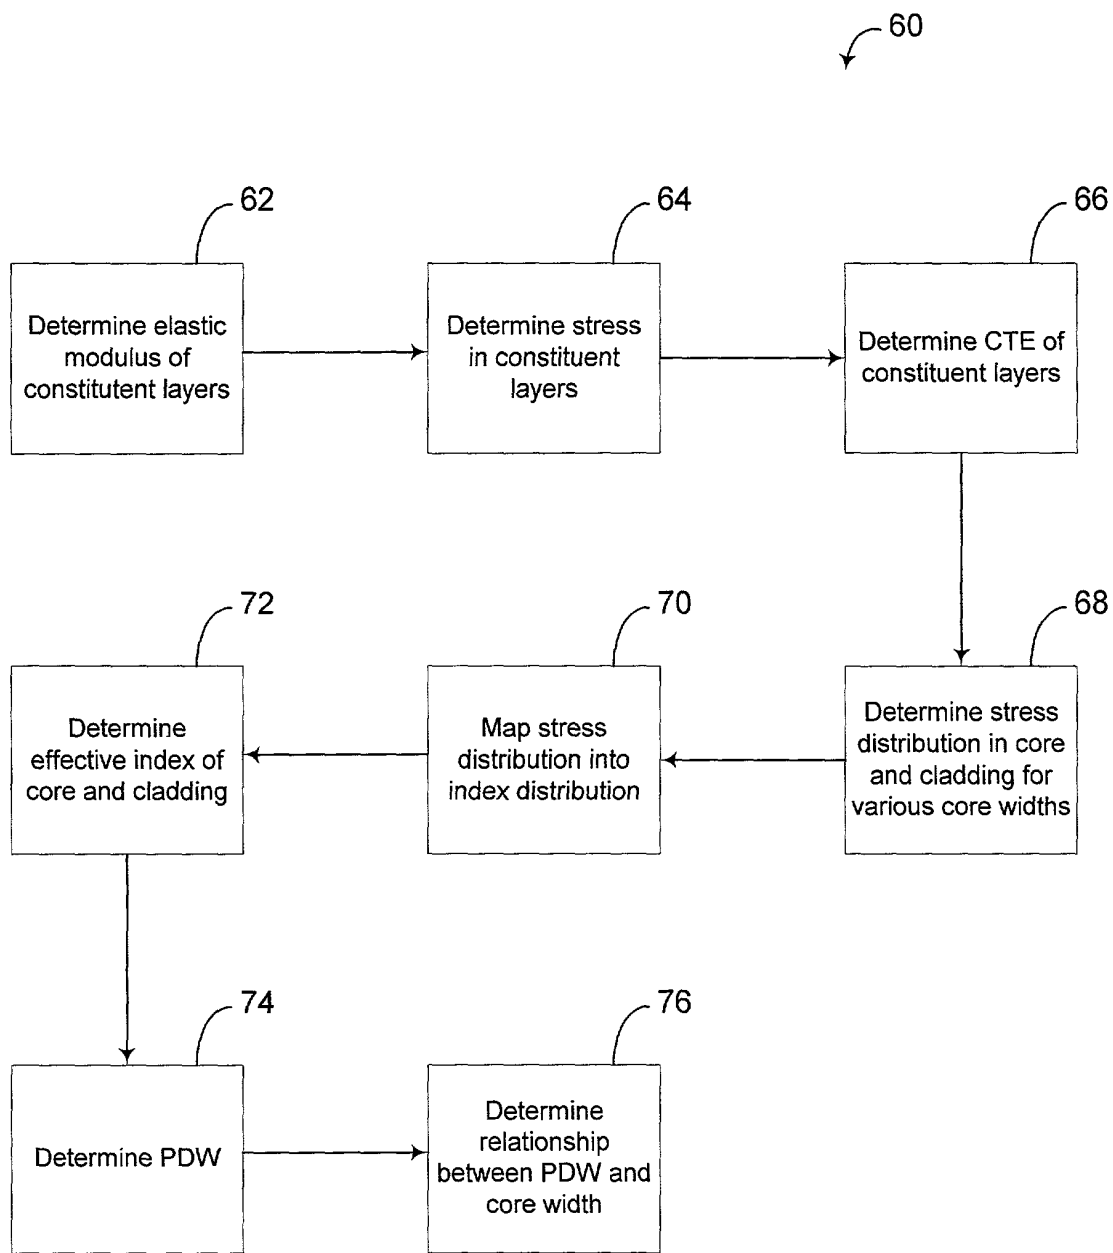 60
62
Determine elastic
modulus of
constitutent layers
64
Determine stress
in constituent
layers
66
Determine CTE of
constituent layers
68
Determine stress
distribution in core
and cladding for
various core widths
70
Map stress
distribution into
index distribution
72
Determine
effective index of
core and cladding
74
Determine PDW
76
Determine
relationship
between PDW and
core width